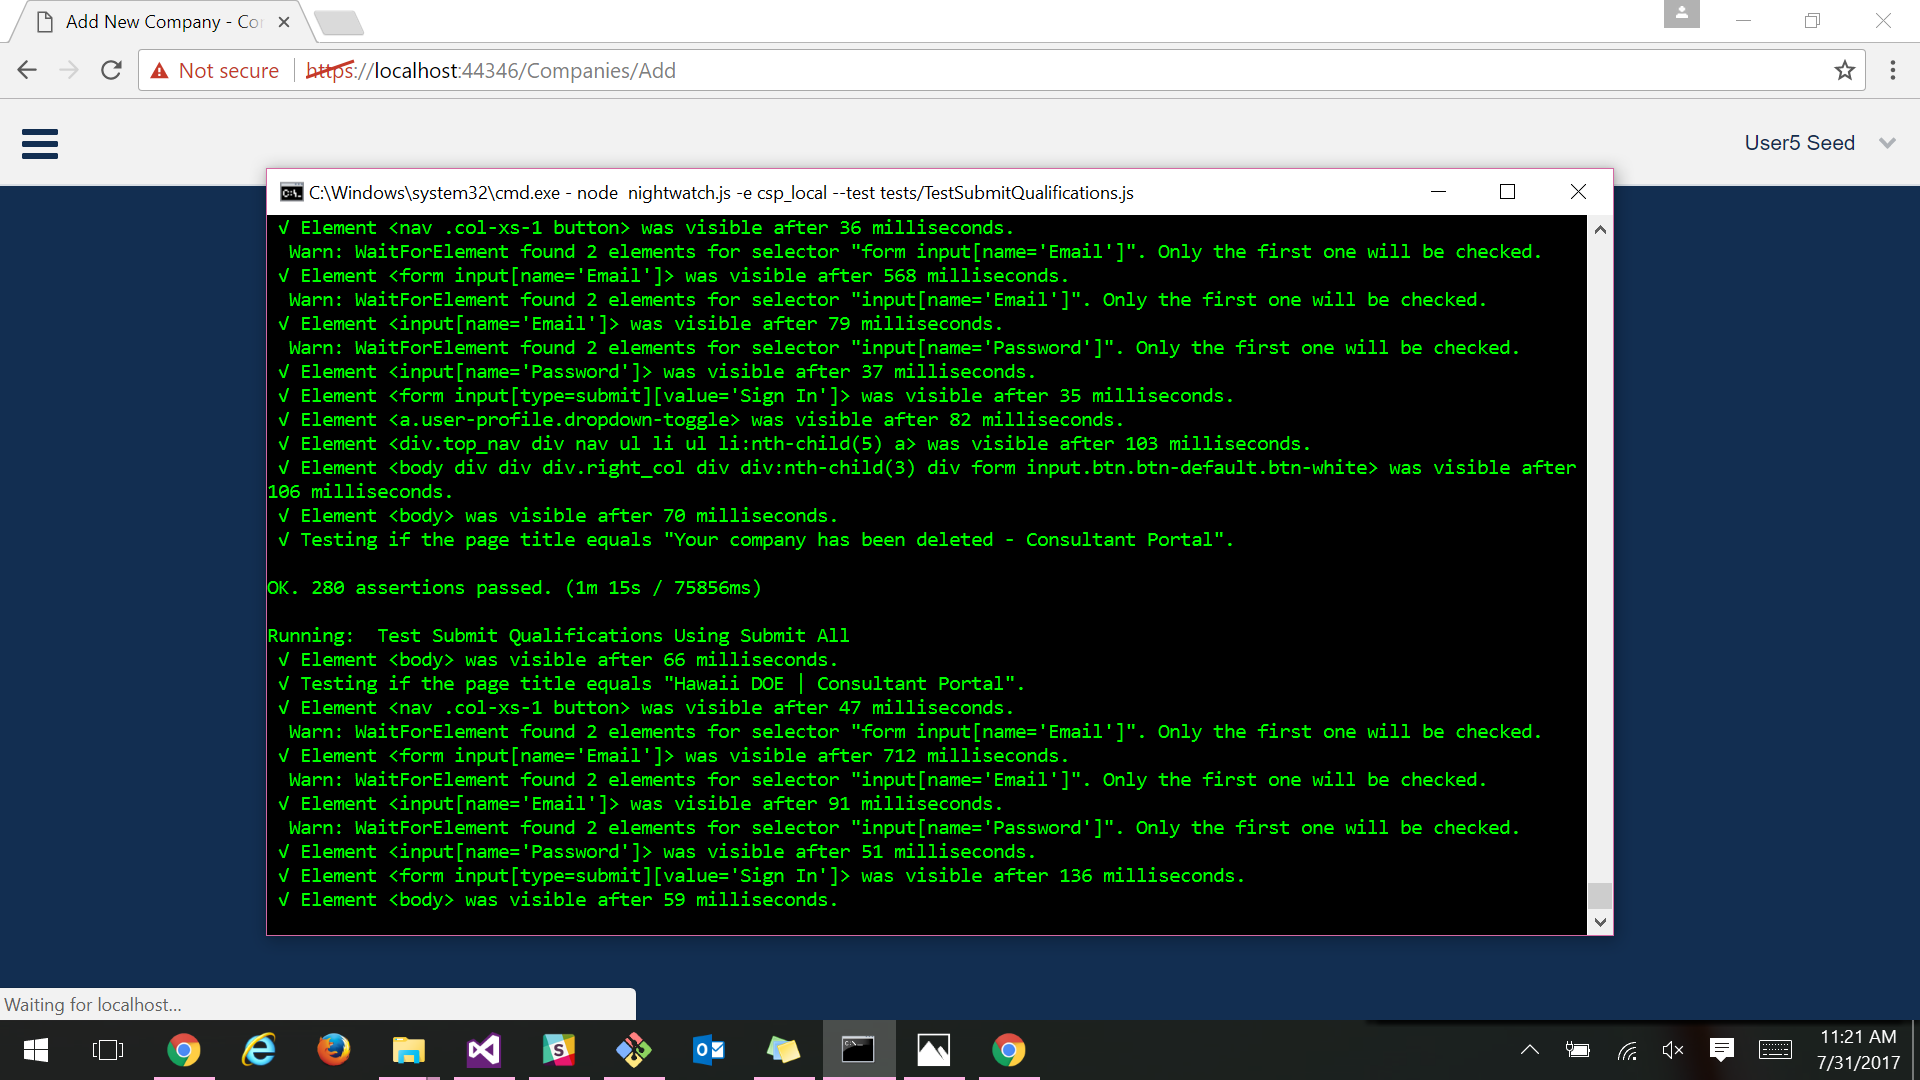 Add New Company - Co
Not secure
https://localhost:44346/Companies/Add
User5 Seed
C:\Windows\system32\cmd.exe - node  nightwatch.js -e csp_local --test tests/TestSubmitQualifications.js
√ Element <nav .col-xs-1 button> was visible after 36 milliseconds.
Warn: WaitForElement found 2 elements for selector "form input[name='Email']". Only the first one will be checked.
√ Element <form input[name='Email']> was visible after 568 milliseconds.
Warn: WaitForElement found 2 elements for selector "input[name='Email']". Only the first one will be checked.
√ Element <input[name='Email']> was visible after 79 milliseconds.
Warn: WaitForElement found 2 elements for selector "input[name='Password']". Only the first one will be checked.
√ Element <input[name='Password']> was visible after 37 milliseconds.
√ Element <form input[type=submit][value='Sign In']> was visible after 35 milliseconds.
√ Element <a.user-profile.dropdown-toggle> was visible after 82 milliseconds.
√ Element <div.top_nav div nav ul li ul li:nth-child(5) a> was visible after 103 milliseconds.
√ Element <body div div div.right_col div div:nth-child(3) div form input.btn.btn-default.btn-white> was visible after
106 milliseconds.
√ Element <body> was visible after 70 milliseconds.
√ Testing if the page title equals "Your company has been deleted - Consultant Portal".
OK. 280 assertions passed. (1m 15s / 75856ms)
Running:  Test Submit Qualifications Using Submit All
√ Element <body> was visible after 66 milliseconds.
√ Testing if the page title equals "Hawaii DOE | Consultant Portal".
√ Element <nav .col-xs-1 button> was visible after 47 milliseconds.
Warn: WaitForElement found 2 elements for selector "form input[name='Email']". Only the first one will be checked.
√ Element <form input[name='Email']> was visible after 712 milliseconds.
Warn: WaitForElement found 2 elements for selector "input[name='Email']". Only the first one will be checked.
√ Element <input[name='Email']> was visible after 91 milliseconds.
Warn: WaitForElement found 2 elements for selector "input[name='Password']". Only the first one will be checked.
√ Element <input[name='Password']> was visible after 51 milliseconds.
√ Element <form input[type=submit][value='Sign In']> was visible after 136 milliseconds.
√ Element <body> was visible after 59 milliseconds.
Waiting for localhost...
11:21 AM
7/31/2017